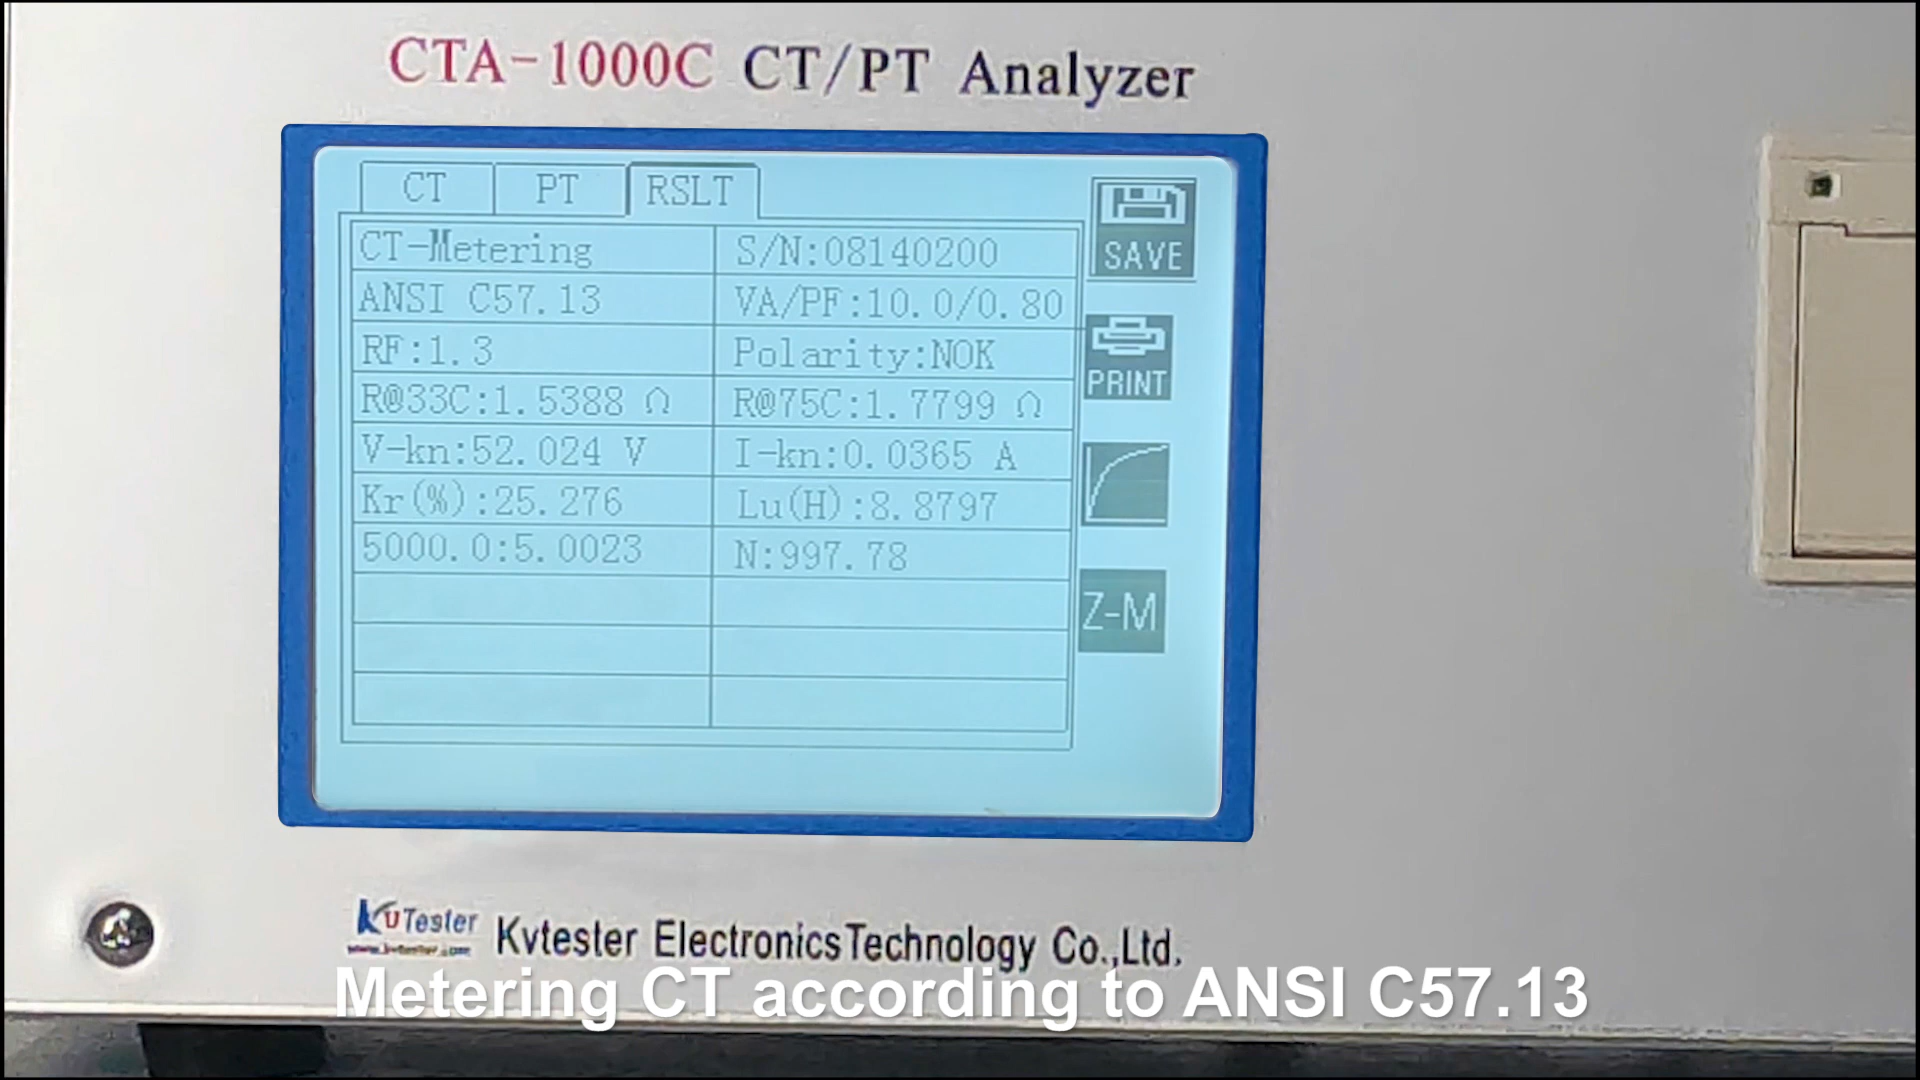 CTA-1000C CT/PT Analyzer
CT PT RSLT
SAVE
CT-Metering S/N:08140200
ANSI C57.13 VA/PF:10.0/0.80
RF:1.3 Polarity:NOK
PRINT
R@33C:1.5388 Ω R@75C:1.7799 Ω
V-kn:52.024 V I-kn:0.0365 A
Kr(%):25.276 Lu(H):8.8797
5000.0:5.0023 N:997.78
Z-M
KvTester Kvtester Electronics Technology Co.,Ltd.
Metering CT according to ANSI C57.13